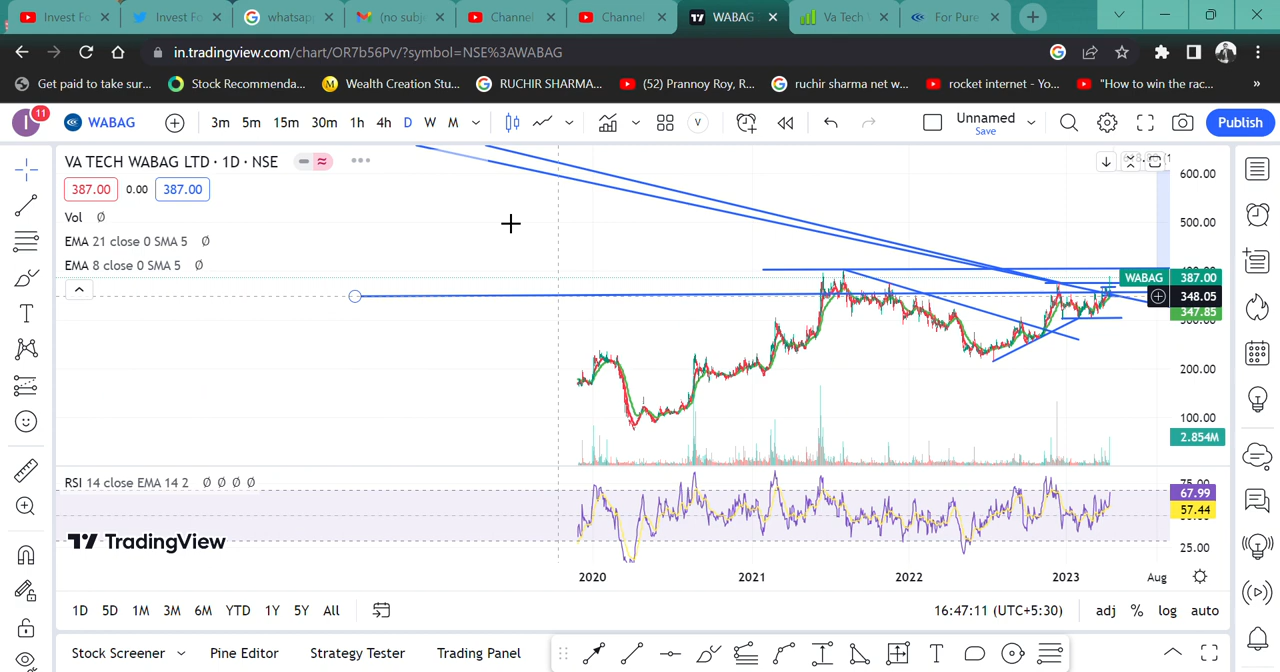 Invest Fo
Invest Fo
whatsap
(no subj
Channel
Channel
WABAG
Va Tech
For Pure
in.tradingview.com/chart/OR7b56Pv/?symbol=NSE%3AWABAG
Get paid to take sur...
Stock Recommenda...
Wealth Creation Stu...
RUCHIR SHARMA...
(52) Prannoy Roy, R...
ruchir sharma net w...
rocket internet - Yo...
"How to win the rac...
»
I 11 WABAG 3m 5m 15m 30m 1h 4h D W M V Unnamed Publish
Save
VA TECH WABAG LTD · 1D · NSE
387.00 0.00 387.00
Vol Ø
EMA 21 close 0 SMA 5 Ø
EMA 8 close 0 SMA 5 Ø
600.00
500.00
WABAG 387.00
348.05
347.85
200.00
100.00
2.854M
RSI 14 close EMA 14 2 Ø Ø Ø Ø
75.00
67.99
57.44
25.00
TradingView
2020 2021 2022 2023 Aug
1D 5D 1M 3M 6M YTD 1Y 5Y All 16:47:11 (UTC+5:30) adj % log auto
Stock Screener Pine Editor Strategy Tester Trading Panel